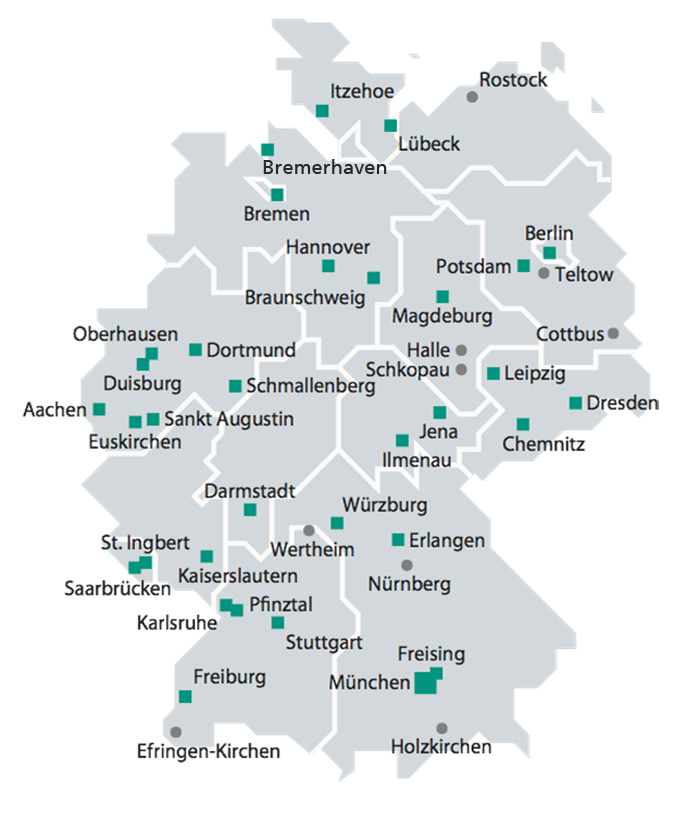 Rostock
Itzehoe
Lübeck
Bremerhaven
Bremen
Berlin
Hannover
Potsdam
Teltow
Braunschweig
Magdeburg
Oberhausen
Cottbus
Dortmund
Halle
Schkopau
Leipzig
Duisburg
Schmallenberg
Aachen
Dresden
Sankt Augustin
Jena
Euskirchen
Chemnitz
Ilmenau
Darmstadt
Würzburg
St. Ingbert
Erlangen
Wertheim
Kaiserslautern
Nürnberg
Saarbrücken
Pfinztal
Karlsruhe
Stuttgart
Freising
Freiburg
München
Holzkirchen
Efringen-Kirchen